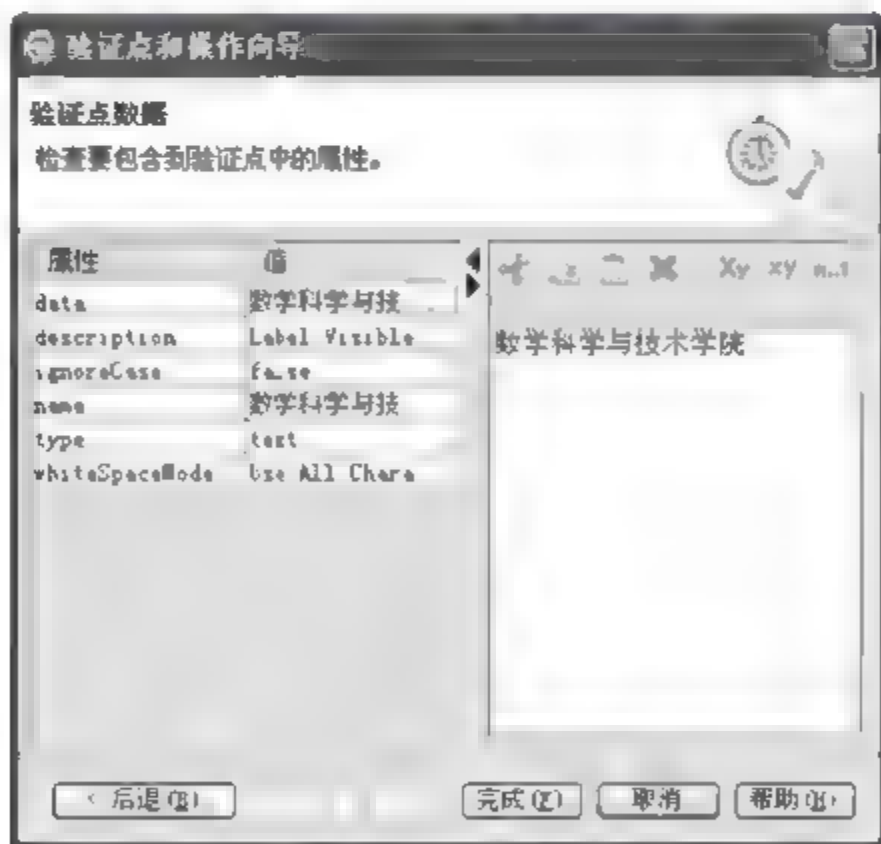 验证点和操作向导
验证点数据
检查要包含到验证点中的属性。
属性 值
data 数学科学与技
description Label Visible
ignoreCase false
name 数学科学与技
type text
whiteSpaceMode Use All Chara
Xy xy
数学科学与技术学院
< 后退(B) 完成(F) 取消 帮助(H)